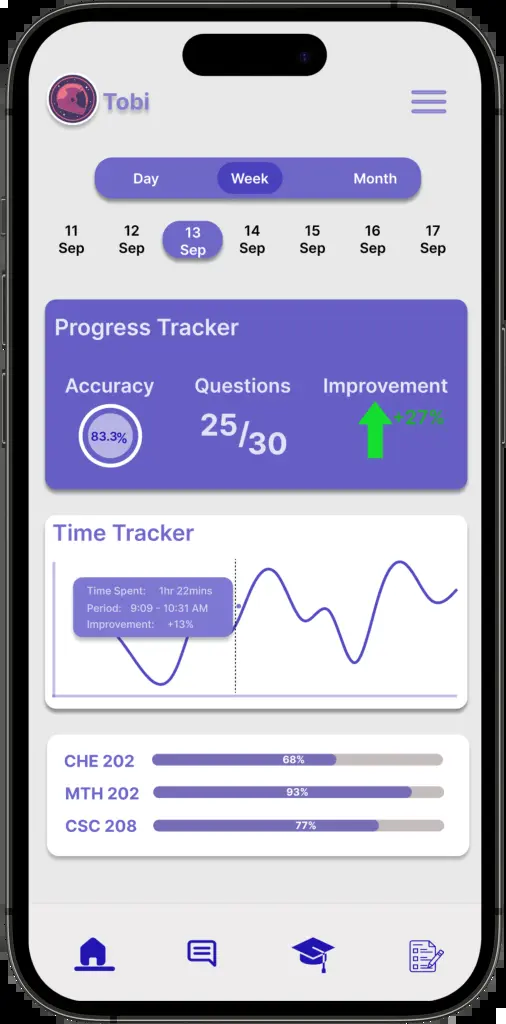 Tobi
Day Week Month
11 12 13 14 15 16 17
Sep Sep Sep Sep Sep Sep Sep
Progress Tracker
Accuracy Questions Improvement
83.3% 25/30 +27%
Time Tracker
Time Spent: 1hr 22mins
Period: 9:09 - 10:31 AM
Improvement: +13%
CHE 202 68%
MTH 202 93%
CSC 208 77%